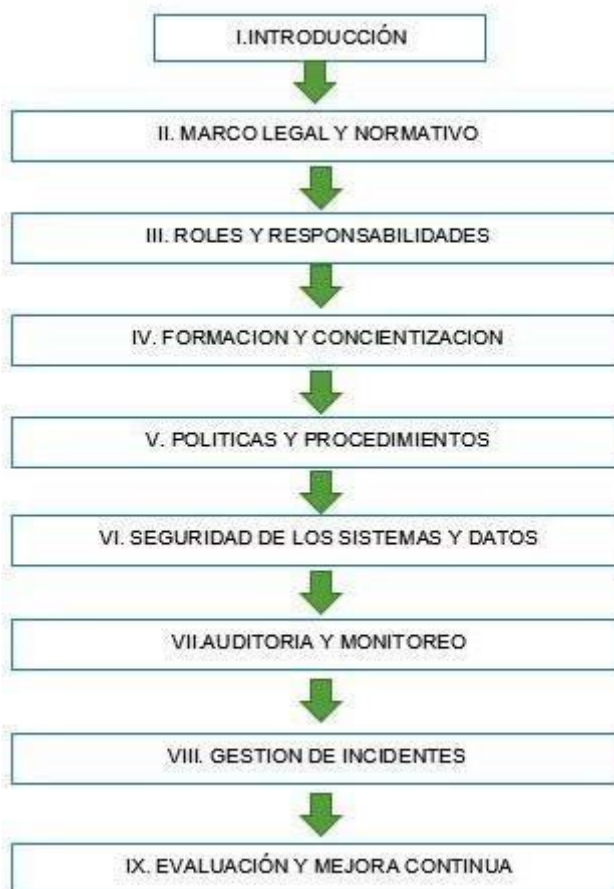 I.INTRODUCCIÓN
II. MARCO LEGAL Y NORMATIVO
III. ROLES Y RESPONSABILIDADES
IV. FORMACION Y CONCIENTIZACION
V. POLITICAS Y PROCEDIMIENTOS
VI. SEGURIDAD DE LOS SISTEMAS Y DATOS
VII.AUDITORIA Y MONITOREO
VIII. GESTION DE INCIDENTES
IX. EVALUACIÓN Y MEJORA CONTINUA